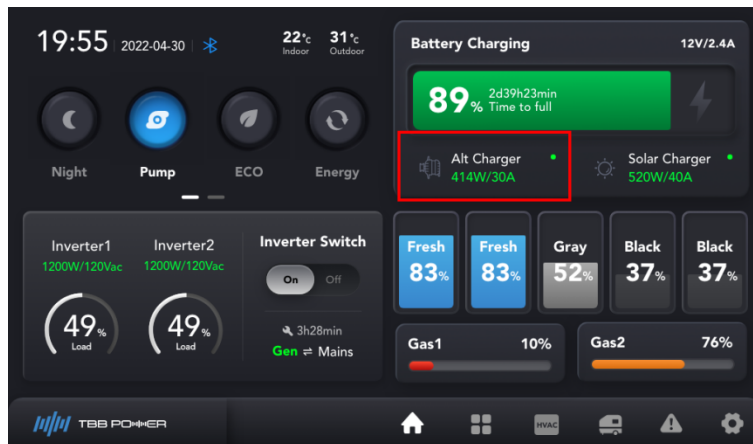 19:55 2022-04-30 22°c 31°c
Indoor Outdoor
Night Pump ECO Energy
Battery Charging 12V/2.4A
89% 2d39h23min
Time to full
Alt Charger
414W/30A
Solar Charger
520W/40A
Inverter1
1200W/120Vac
49%
Load
Inverter2
1200W/120Vac
49%
Load
Inverter Switch
On Off
3h28min
Gen ⇌ Mains
Fresh
83%
Fresh
83%
Gray
52%
Black
37%
Black
37%
Gas1 10%
Gas2 76%
TBB POWER
HVAC